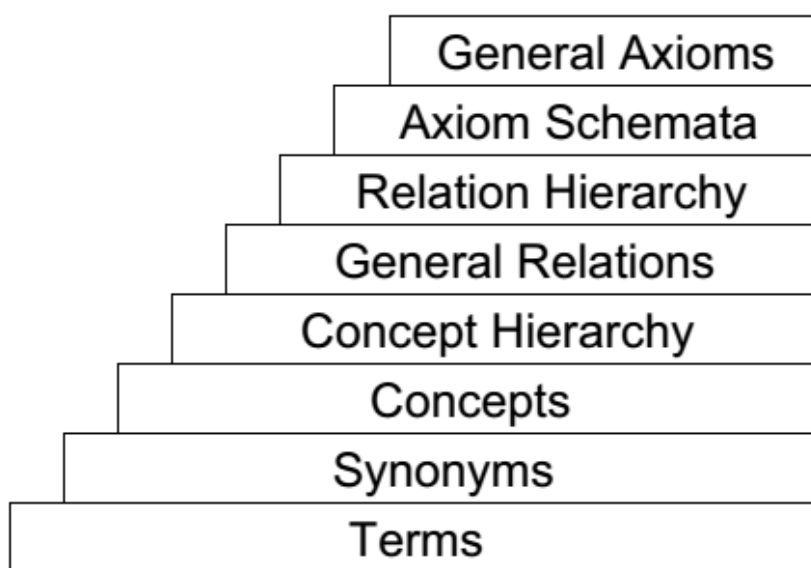 General Axioms
Axiom Schemata
Relation Hierarchy
General Relations
Concept Hierarchy
Concepts
Synonyms
Terms